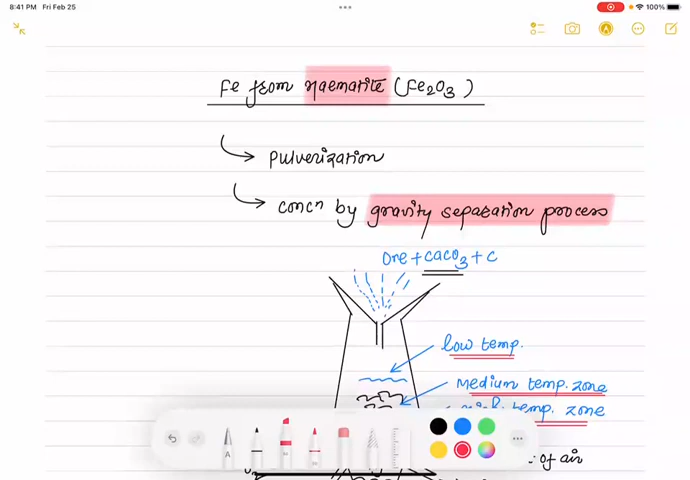 8:41 PM Fri Feb 25
100%
Fe from Haematite (Fe2O3)
Pulverization
concn by gravity separation process
Ore + CaCO3 + C
low temp.
Medium temp. zone
temp. zone
of air
A